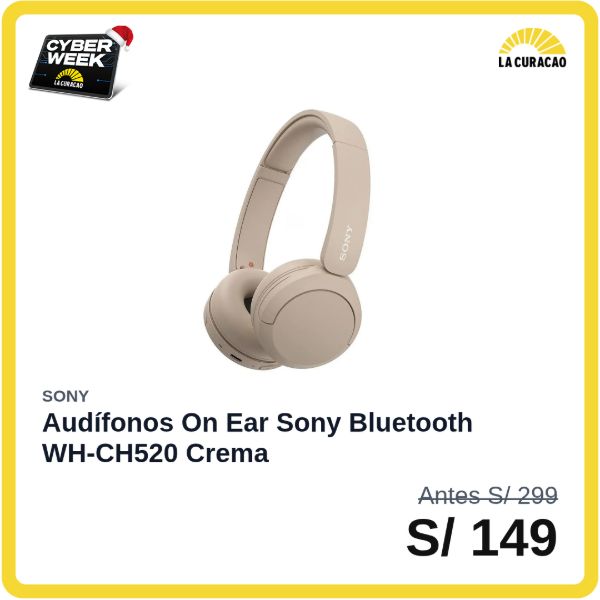 CYBER
WEEK
LA CURACAO
LA CURACAO
SONY
SONY
Audífonos On Ear Sony Bluetooth
WH-CH520 Crema
Antes S/ 299
S/ 149